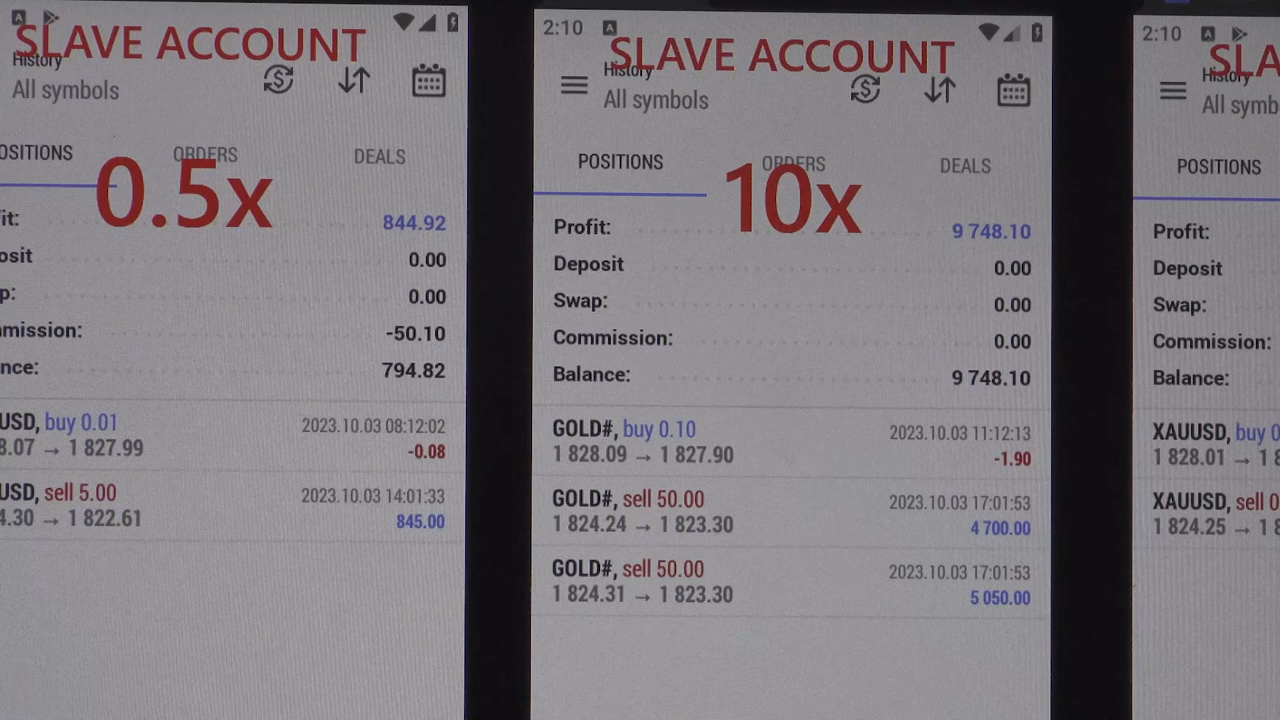 SLAVE ACCOUNT
History
All symbols
OSITIONS
ORDERS
DEALS
0.5x
fit:
844.92
osit
0.00
p:
0.00
mmission:
-50.10
nce:
794.82
USD, buy 0.01
2023.10.03 08:12:02
8.07 → 1 827.99
-0.08
USD, sell 5.00
2023.10.03 14:01:33
4.30 → 1 822.61
845.00
2:10
SLAVE ACCOUNT
History
All symbols
POSITIONS
ORDERS
DEALS
10x
Profit:
9 748.10
Deposit
0.00
Swap:
0.00
Commission:
0.00
Balance:
9 748.10
GOLD#, buy 0.10
2023.10.03 11:12:13
1 828.09 → 1 827.90
-1.90
GOLD#, sell 50.00
2023.10.03 17:01:53
1 824.24 → 1 823.30
4 700.00
GOLD#, sell 50.00
2023.10.03 17:01:53
1 824.31 → 1 823.30
5 050.00
2:10
SLA
History
All symb
POSITIONS
Profit:
Deposit
Swap:
Commission:
Balance:
XAUUSD, buy 0
1 828.01 → 1 8
XAUUSD, sell 0
1 824.25 → 1 8